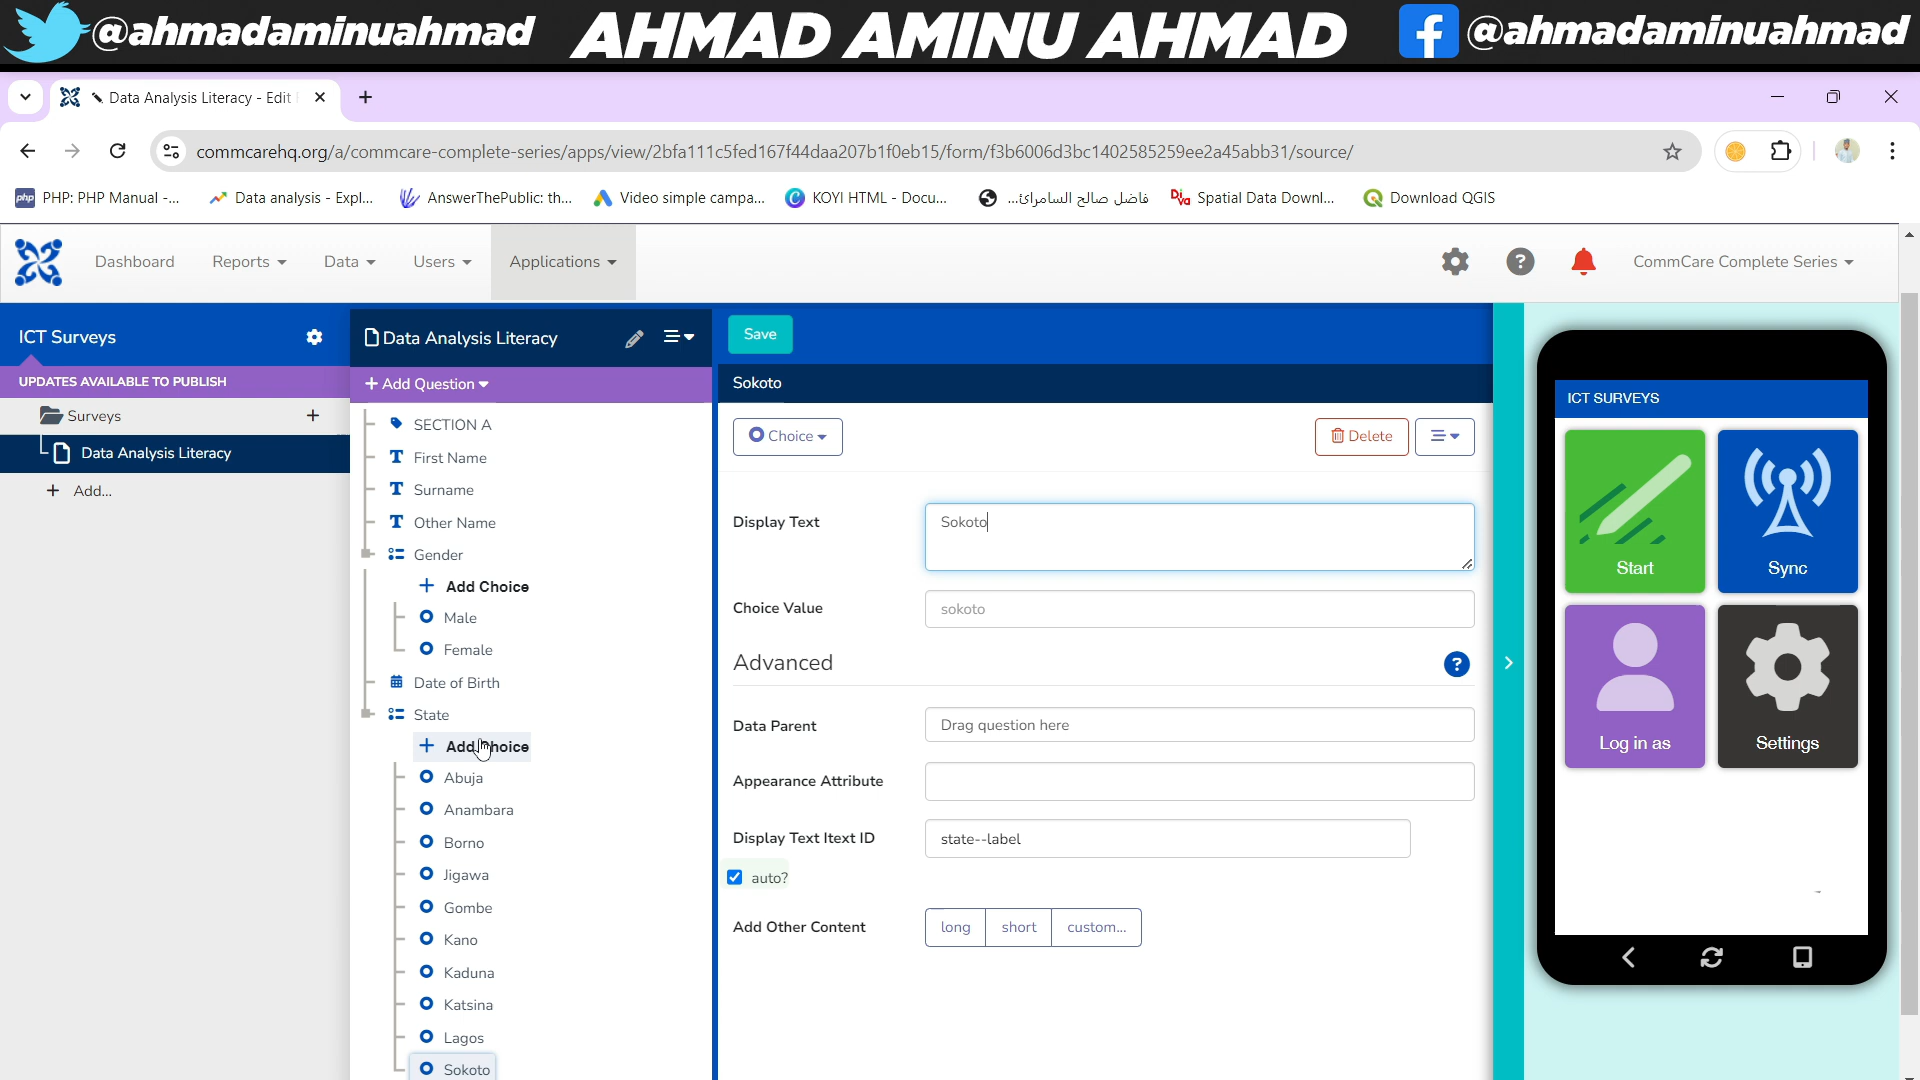 @ahmadaminuahmad AHMAD AMINU AHMAD @ahmadaminuahmad
Data Analysis Literacy - Edit
commcarehq.org/a/commcare-complete-series/apps/view/2bfa111c5fed167f44daa207b1f0eb15/form/f3b6006d3bc1402585259ee2a45abb31/source/
php PHP: PHP Manual -... Data analysis - Expl... AnswerThePublic: th... Video simple campa... KOYI HTML - Docu... فاضل صالح السامرائ... Diva Spatial Data Downl... Download QGIS
Dashboard Reports Data Users Applications CommCare Complete Series
ICT Surveys
UPDATES AVAILABLE TO PUBLISH
Surveys
Data Analysis Literacy
Add...
Data Analysis Literacy
Add Question
SECTION A
First Name
Surname
Other Name
Gender
Add Choice
Male
Female
Date of Birth
State
Add Choice
Abuja
Anambara
Borno
Jigawa
Gombe
Kano
Kaduna
Katsina
Lagos
Sokoto
Save
Sokoto
Choice Delete
Display Text Sokoto
Choice Value sokoto
Advanced
Data Parent Drag question here
Appearance Attribute
Display Text Itext ID state--label
auto?
Add Other Content long short custom...
ICT SURVEYS
Start Sync
Log in as Settings